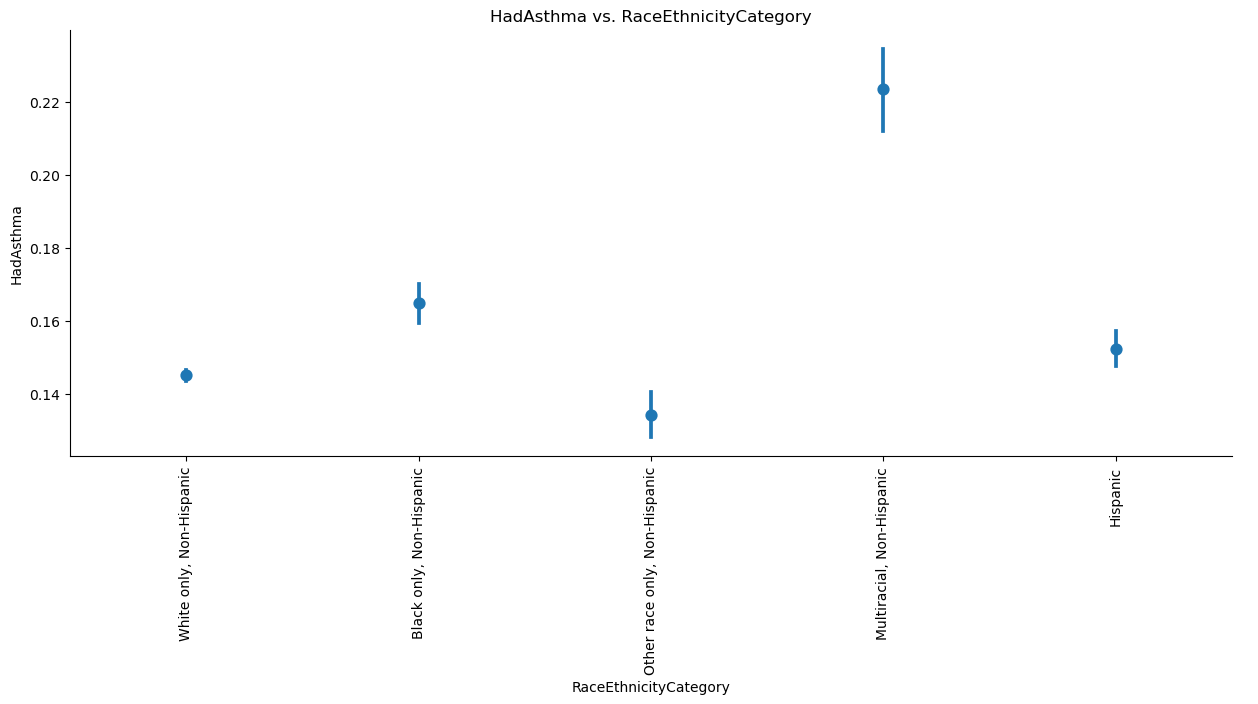 HadAsthma vs. RaceEthnicityCategory
HadAsthma
0.22
0.20
0.18
0.16
0.14
White only, Non-Hispanic
Black only, Non-Hispanic
Other race only, Non-Hispanic
Multiracial, Non-Hispanic
Hispanic
RaceEthnicityCategory